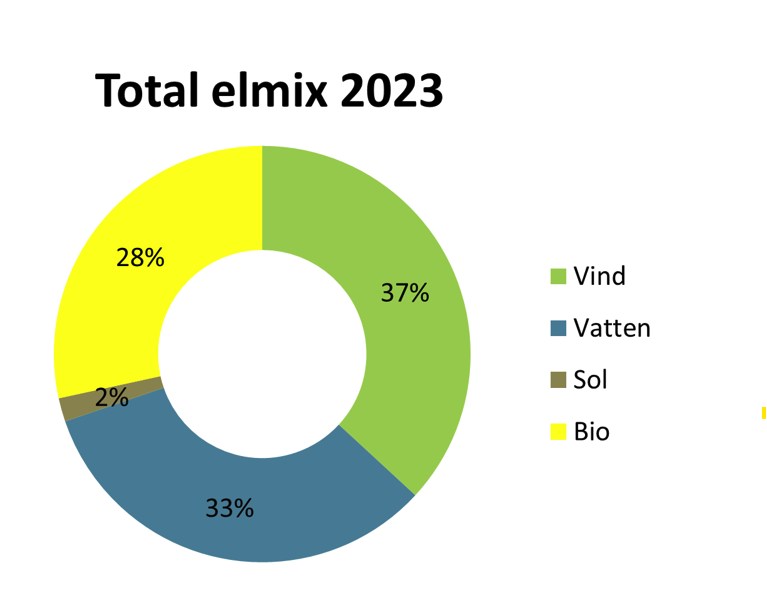 Total elmix 2023
28%
37%
2%
33%
Vind
Vatten
Sol
Bio